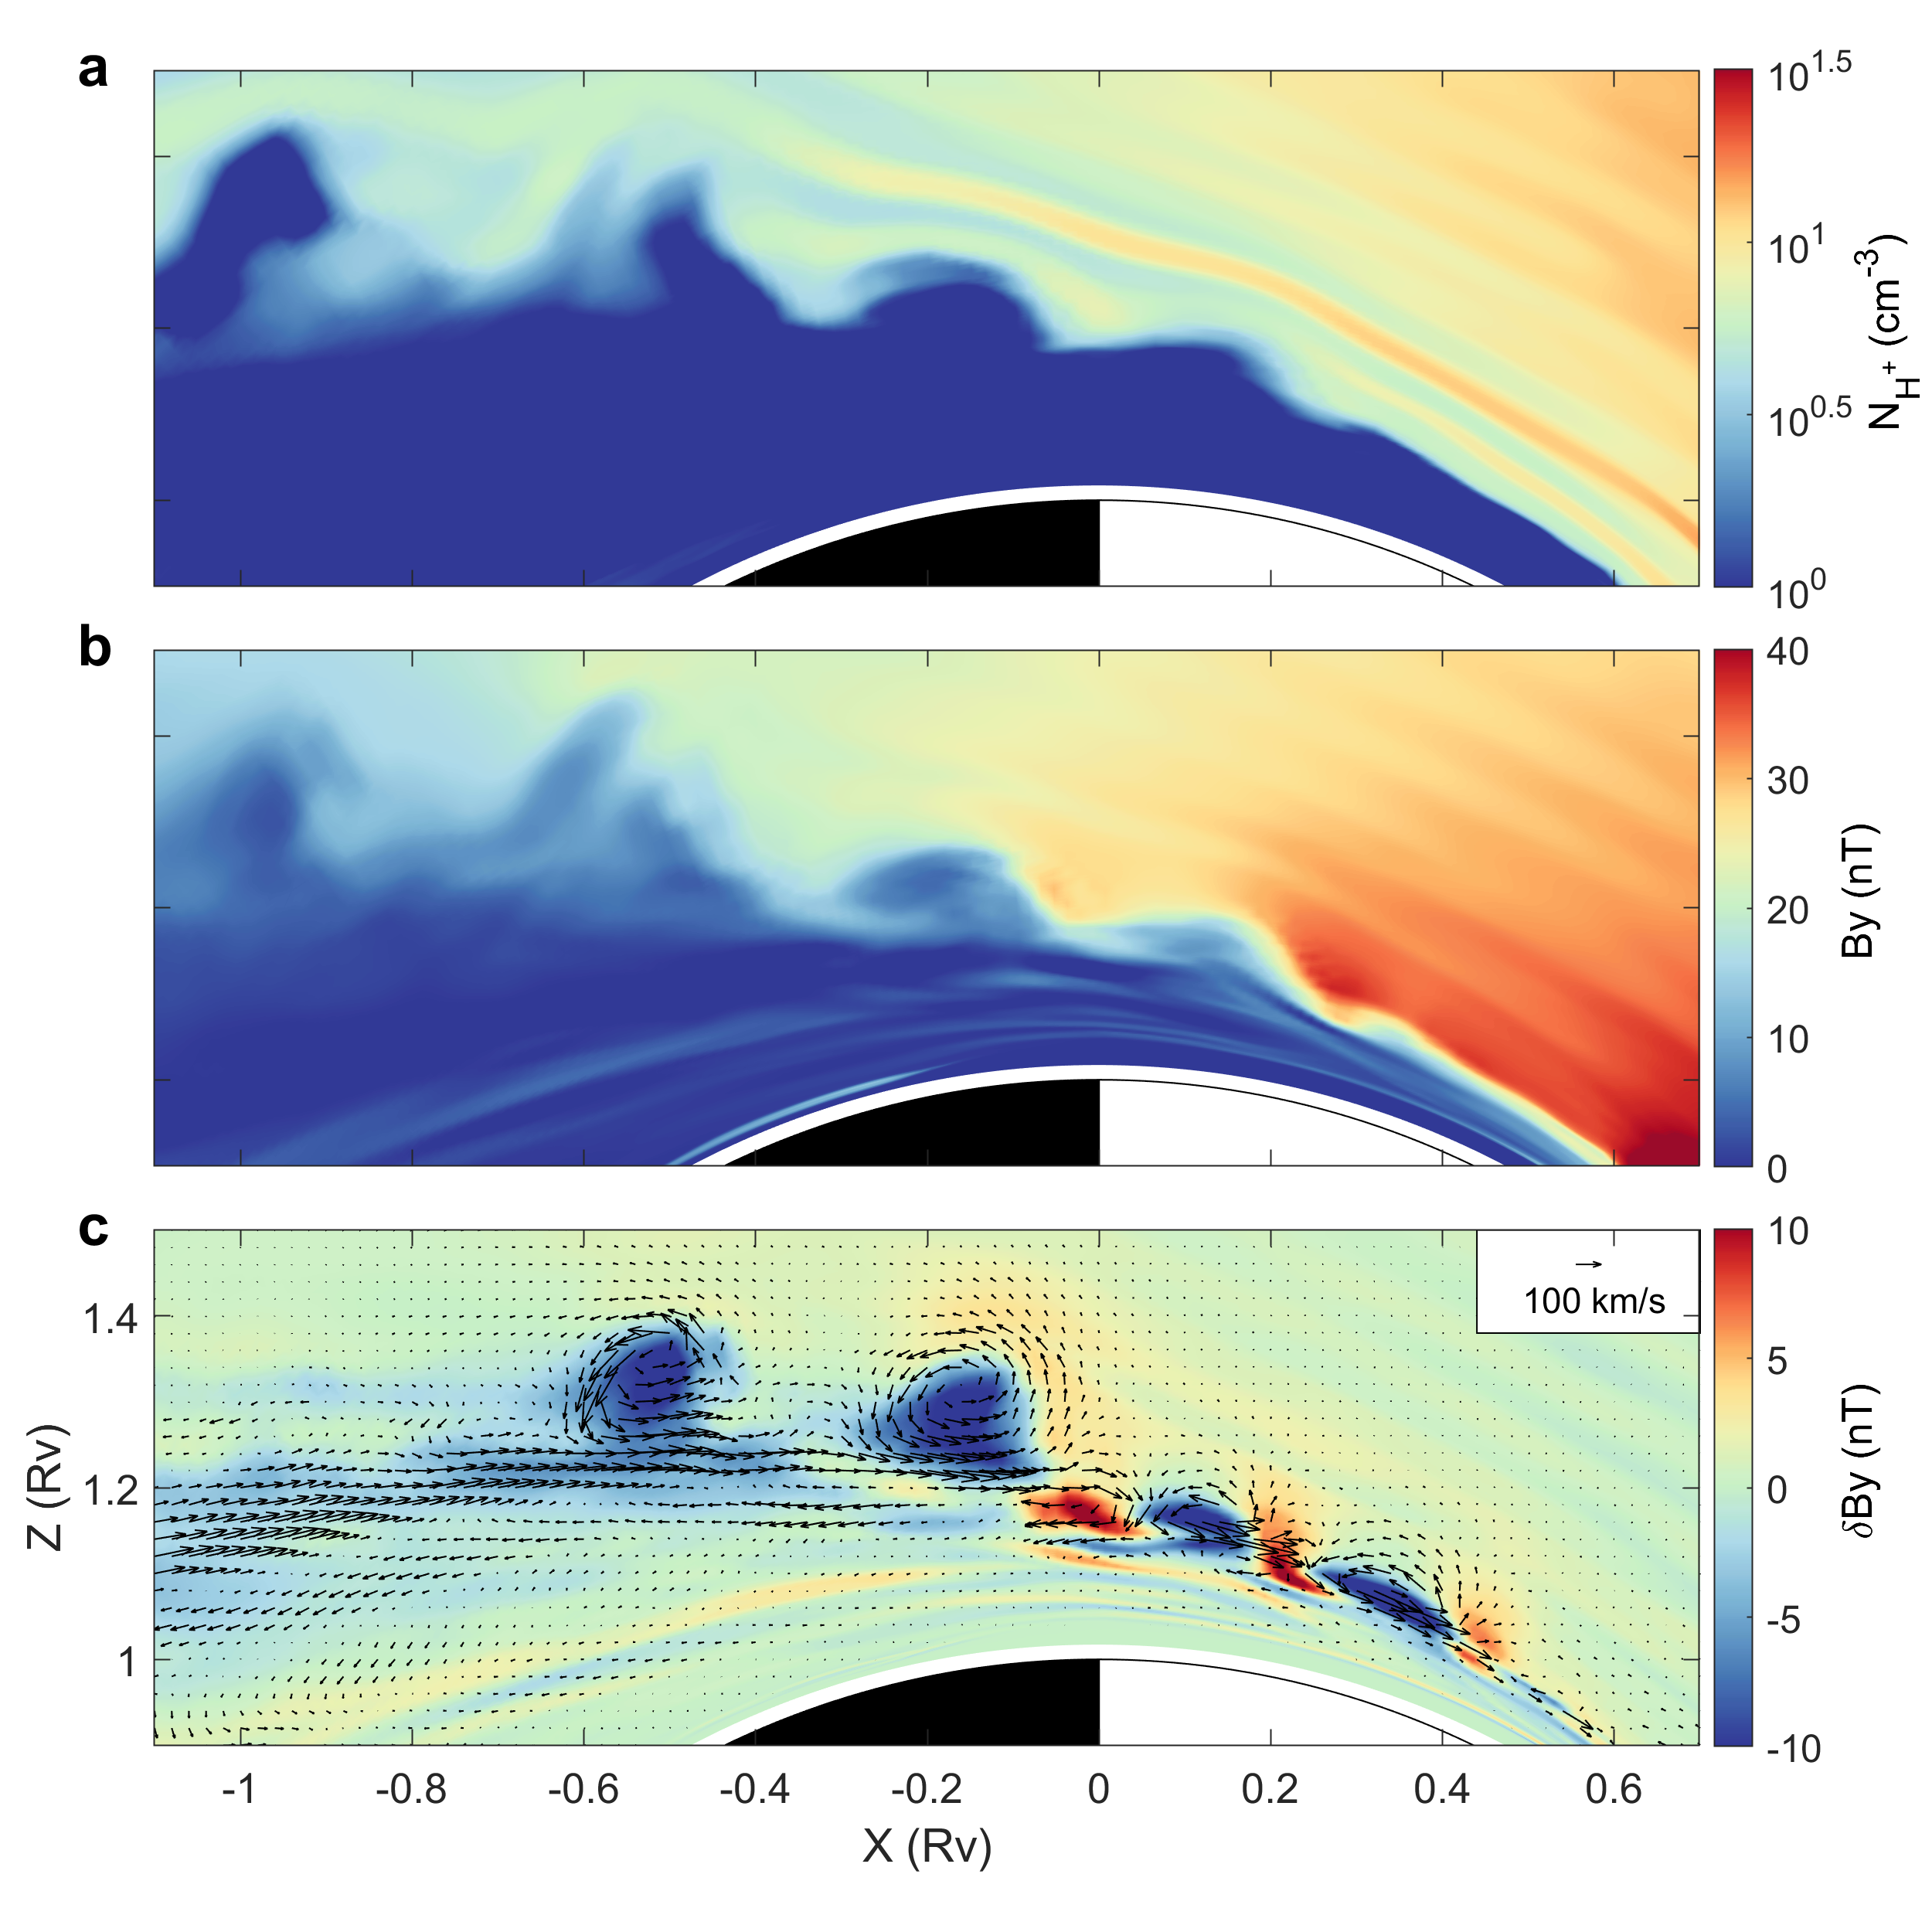 a
10^1.5
10^1
10^0.5
10^0
N_H^+ (cm^-3)
b
40
30
20
10
0
By (nT)
c
100 km/s
1.4
1.2
1
Z (Rv)
10
5
0
-5
-10
δBy (nT)
-1 -0.8 -0.6 -0.4 -0.2 0 0.2 0.4 0.6
X (Rv)